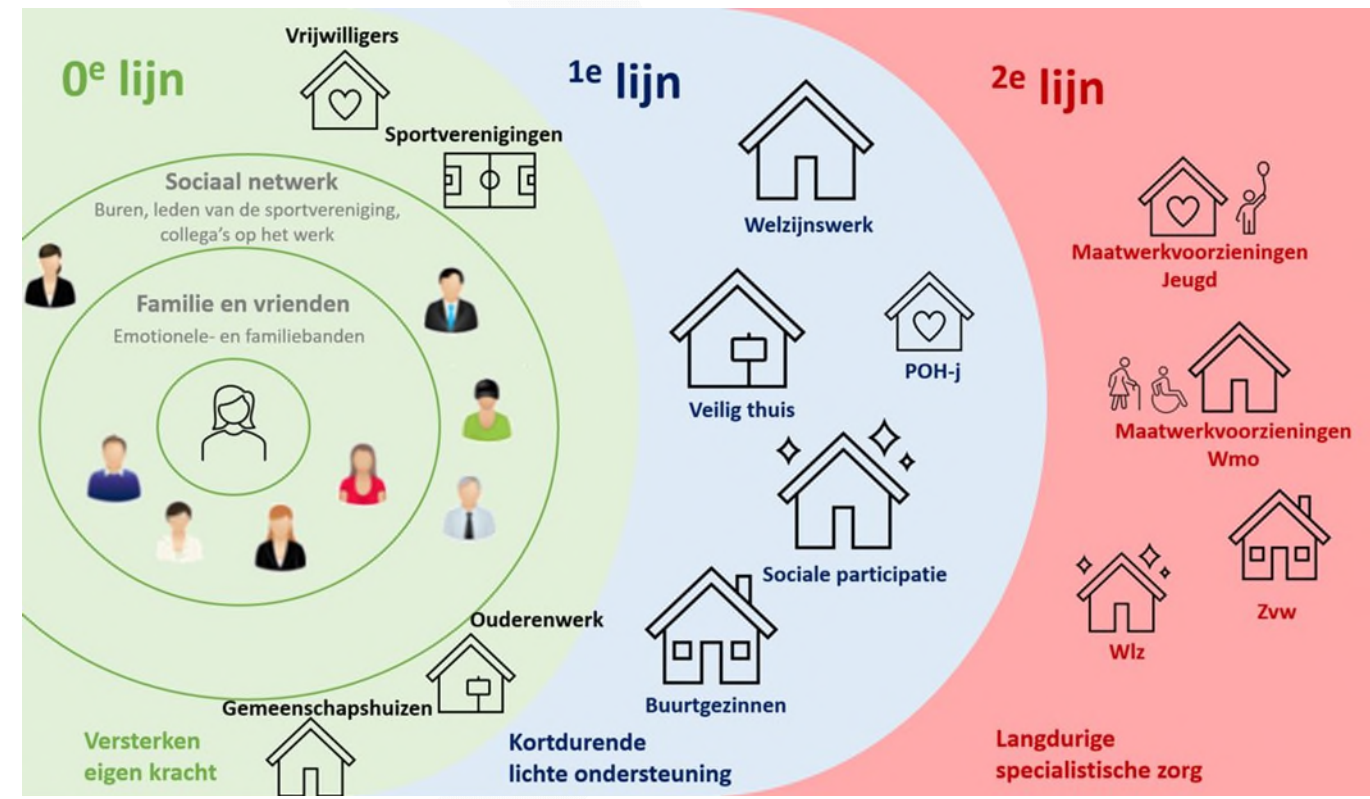 0e lijn
Vrijwilligers
Sportverenigingen
Sociaal netwerk
Buren, leden van de sportvereniging,
collega's op het werk
Familie en vrienden
Emotionele- en familiebanden
Ouderenwerk
Gemeenschapshuizen
Versterken
eigen kracht
1e lijn
Welzijnswerk
Veilig thuis
POH-j
Sociale participatie
Buurtgezinnen
Kortdurende
lichte ondersteuning
2e lijn
Maatwerkvoorzieningen
Jeugd
Maatwerkvoorzieningen
Wmo
Wlz
Zvw
Langdurige
specialistische zorg